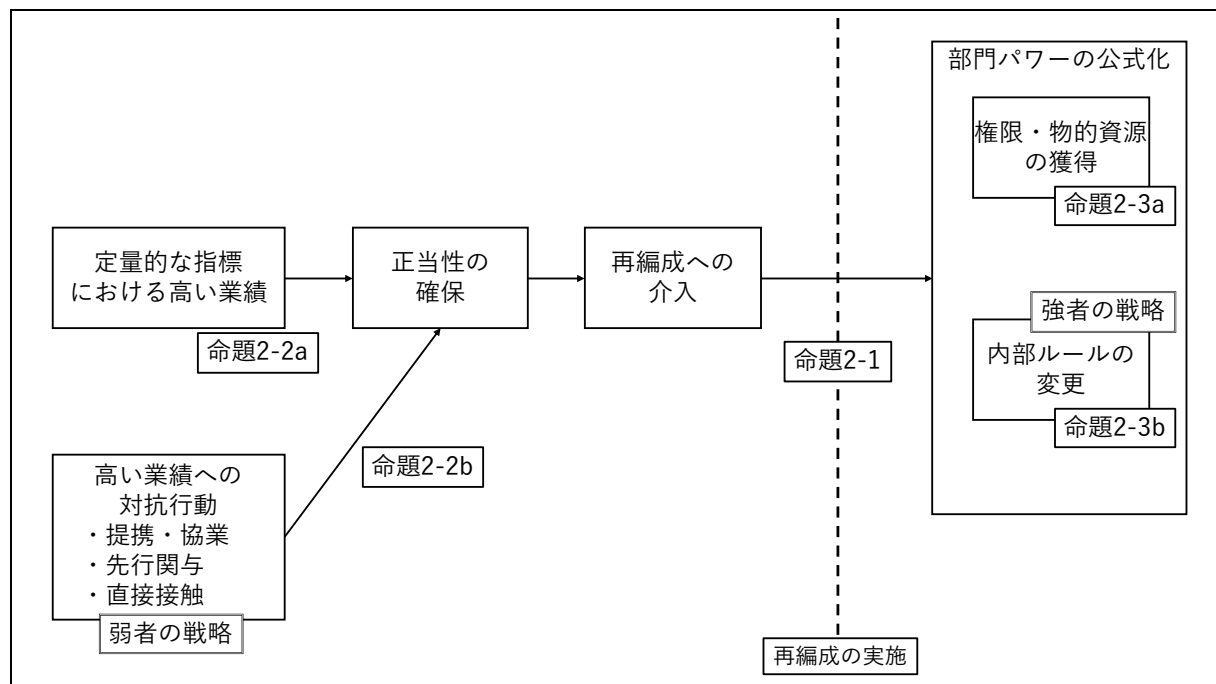 部門パワーの公式化
権限・物的資源
の獲得
命題2-3a
定量的な指標
における高い業績
命題2-2a
正当性の
確保
再編成への
介入
命題2-1
強者の戦略
内部ルールの
変更
命題2-3b
命題2-2b
高い業績への
対抗行動
・提携・協業
・先行関与
・直接接触
弱者の戦略
再編成の実施